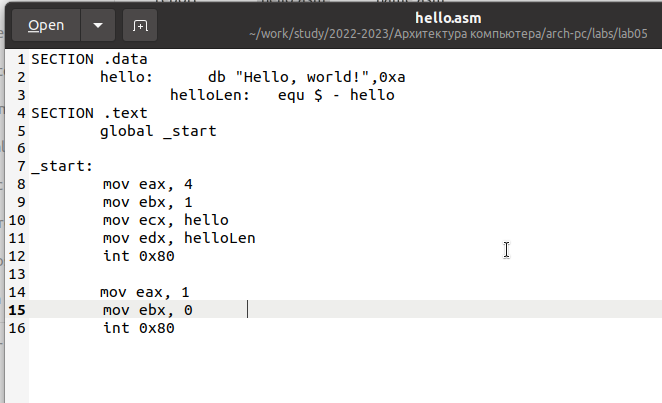 Open
hello.asm
~/work/study/2022-2023/Архитектура компьютера/arch-pc/labs/lab05
1 SECTION .data
2 hello: db "Hello, world!",0xa
3 helloLen: equ $ - hello
4 SECTION .text
5 global _start
6
7 _start:
8 mov eax, 4
9 mov ebx, 1
10 mov ecx, hello
11 mov edx, helloLen
12 int 0x80
13
14 mov eax, 1
15 mov ebx, 0
16 int 0x80